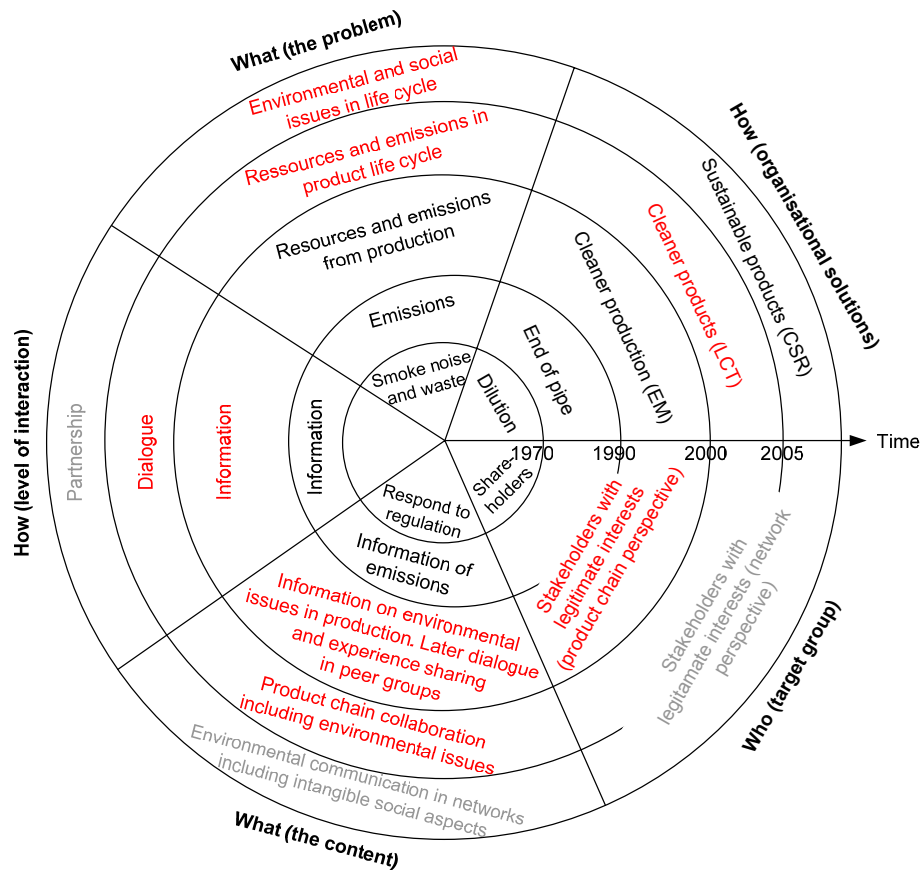 What (the problem)
Environmental and social
issues in life cycle
Ressources and emissions in
product life cycle
Resources and emissions
from production
Emissions
Smoke noise
and waste
How (organisational solutions)
Sustainable products (CSR)
Cleaner products (LCT)
Cleaner production (EM)
End of pipe
Dilution
Time
1970
1990
2000
2005
Share-
holders
Stakeholders with
legitimate interests
(product chain perspective)
Stakeholders with
legitamate interests (network
perspective)
Who (target group)
How (level of interaction)
Partnership
Dialogue
Information
Information
Respond to
regulation
Information of
emissions
Information on environmental
issues in production. Later dialogue
and experience sharing
in peer groups
Product chain collaboration
including environmental issues
Environmental communication in networks
including intangible social aspects
What (the content)